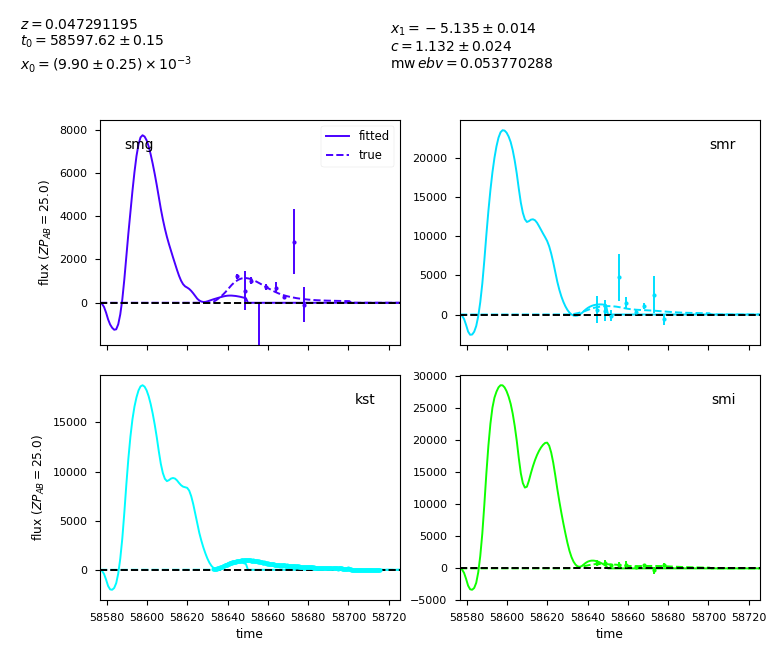 z = 0.047291195
t₀ = 58597.62 ± 0.15
x₀ = (9.90 ± 0.25) × 10⁻³
x₁ = −5.135 ± 0.014
c = 1.132 ± 0.024
mw ebv = 0.053770288
smg
fitted
true
8000
6000
4000
2000
0
flux (ZP_AB = 25.0)
smr
20000
15000
10000
5000
0
kst
15000
10000
5000
0
flux (ZP_AB = 25.0)
58580 58600 58620 58640 58660 58680 58700 58720
time
smi
30000
25000
20000
15000
10000
5000
0
−5000
58580 58600 58620 58640 58660 58680 58700 58720
time